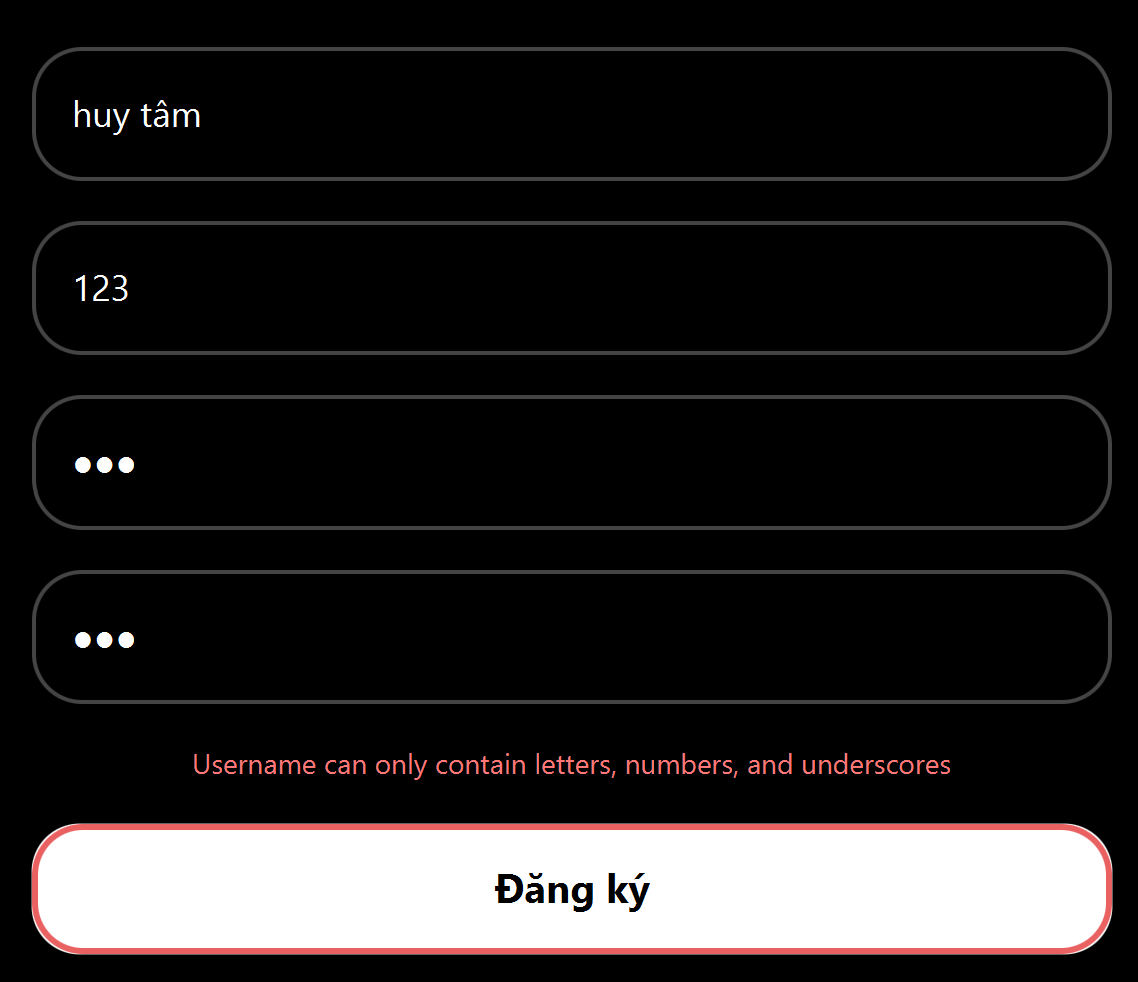 huy tâm
123
•••
•••
Username can only contain letters, numbers, and underscores
Đăng ký